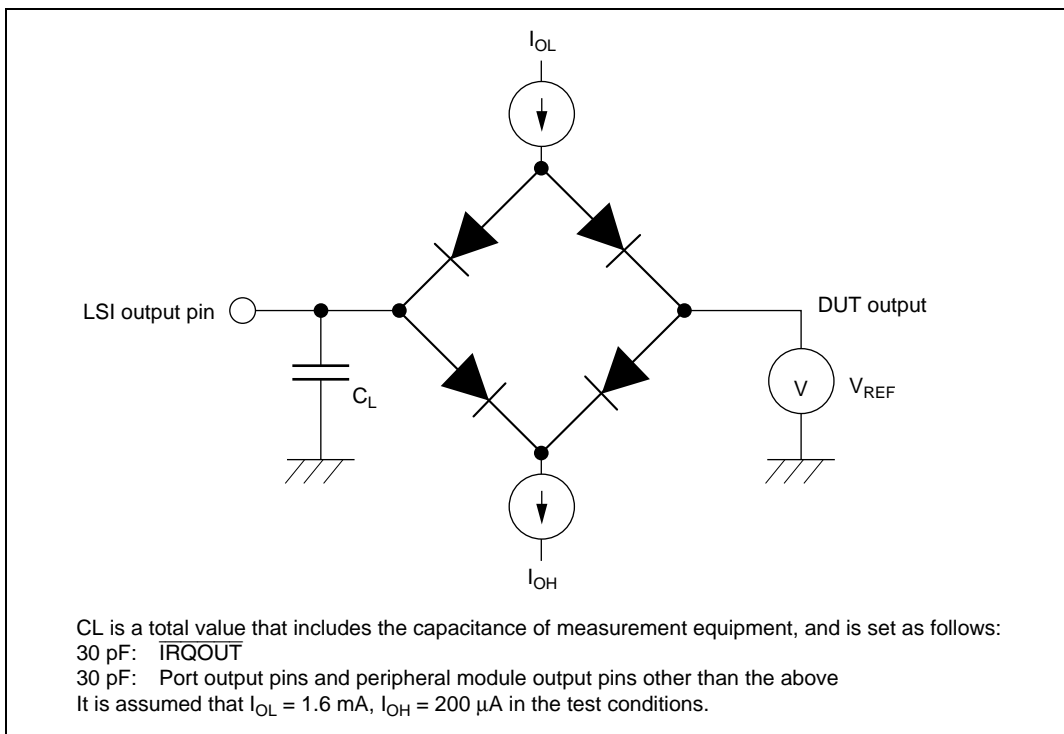 I_OL
LSI output pin
C_L
DUT output
V
V_REF
I_OH
CL is a total value that includes the capacitance of measurement equipment, and is set as follows:
30 pF: I̅R̅Q̅O̅U̅T̅
30 pF: Port output pins and peripheral module output pins other than the above
It is assumed that I_OL = 1.6 mA, I_OH = 200 μA in the test conditions.